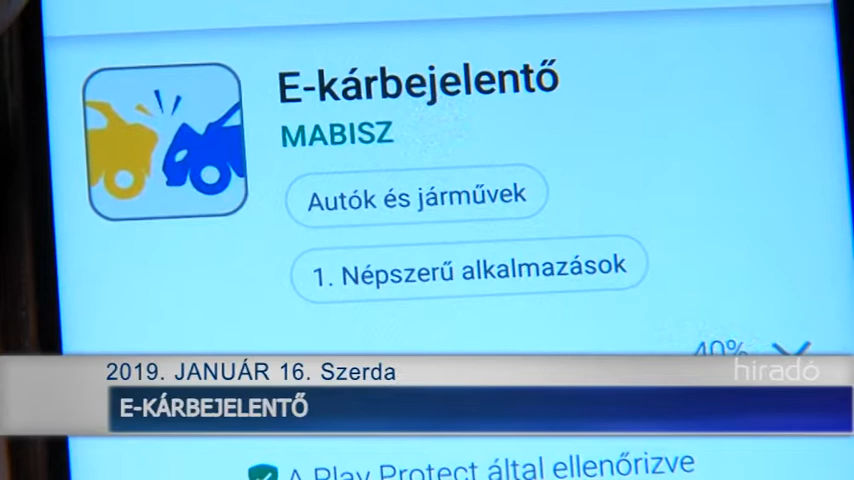 E-kárbejelentő
MABISZ
Autók és járművek
1. Népszerű alkalmazások
40%
2019. JANUÁR 16. Szerda
híradó
E-KÁRBEJELENTŐ
A Play Protect által ellenőrizve